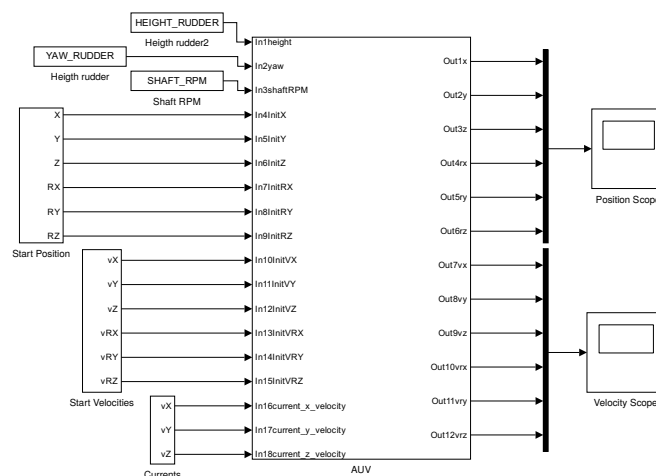 HEIGHT_RUDDER
Heigth rudder2
YAW_RUDDER
Heigth rudder
SHAFT_RPM
Shaft RPM
X
Y
Z
RX
RY
RZ
Start Position
vX
vY
vZ
vRX
vRY
vRZ
Start Velocities
vX
vY
vZ
Currents
In1height
In2yaw
In3shaftRPM
In4InitX
In5InitY
In6InitZ
In7InitRX
In8InitRY
In9InitRZ
In10InitVX
In11InitVY
In12InitVZ
In13InitVRX
In14InitVRY
In15InitVRZ
In16current_x_velocity
In17current_y_velocity
In18current_z_velocity
Out1x
Out2y
Out3z
Out4rx
Out5ry
Out6rz
Out7vx
Out8vy
Out9vz
Out10vrx
Out11vry
Out12vrz
AUV
Position Scope
Velocity Scope